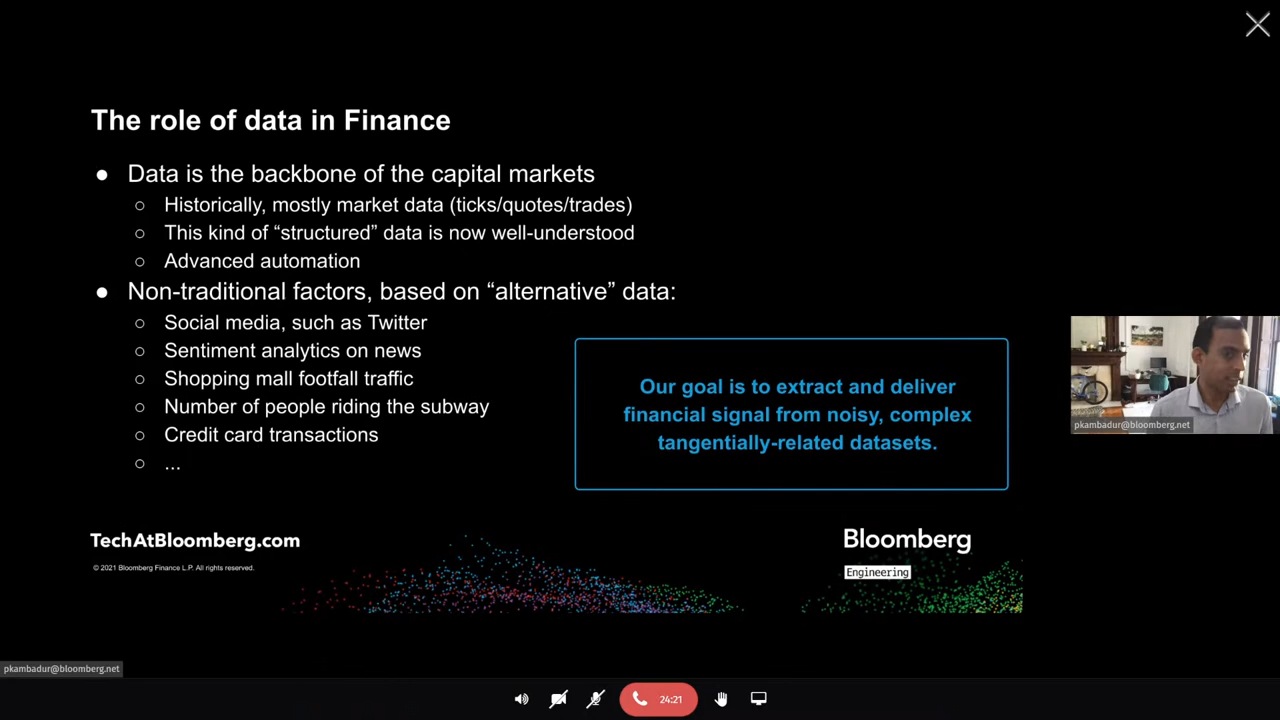 The role of data in Finance
● Data is the backbone of the capital markets
○ Historically, mostly market data (ticks/quotes/trades)
○ This kind of “structured” data is now well-understood
○ Advanced automation
● Non-traditional factors, based on “alternative” data:
○ Social media, such as Twitter
○ Sentiment analytics on news
○ Shopping mall footfall traffic
○ Number of people riding the subway
○ Credit card transactions
○ ...
Our goal is to extract and deliver
financial signal from noisy, complex
tangentially-related datasets.
pkambadur@bloomberg.net
TechAtBloomberg.com
© 2021 Bloomberg Finance L.P. All rights reserved.
Bloomberg
Engineering
pkambadur@bloomberg.net
24:21